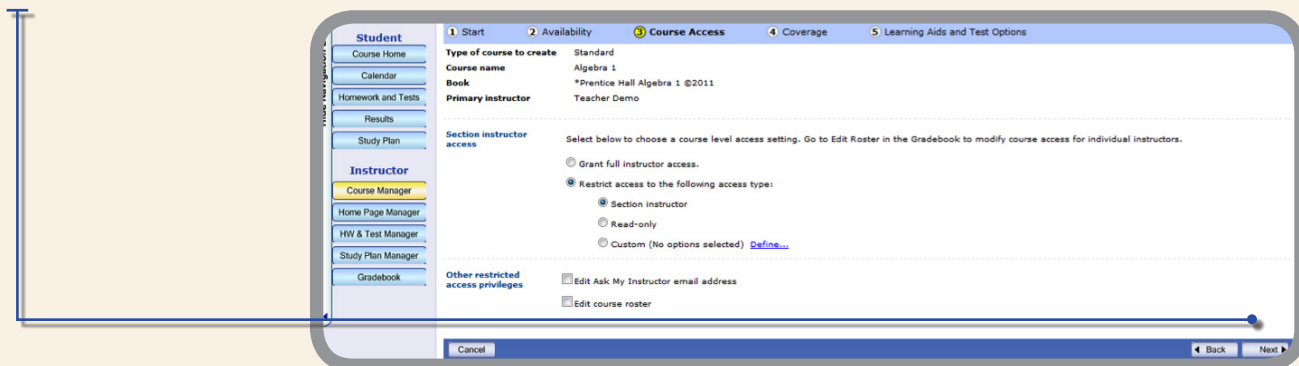 Student
Course Home
Calendar
Homework and Tests
Results
Study Plan
Instructor
Course Manager
Home Page Manager
HW & Test Manager
Study Plan Manager
Gradebook
1 Start 2 Availability 3 Course Access 4 Coverage 5 Learning Aids and Test Options
Type of course to create Standard
Course name Algebra 1
Book *Prentice Hall Algebra 1 ©2011
Primary instructor Teacher Demo
Section instructor access
Select below to choose a course level access setting. Go to Edit Roster in the Gradebook to modify course access for individual instructors.
Grant full instructor access.
Restrict access to the following access type:
Section instructor
Read-only
Custom (No options selected) Define...
Other restricted access privileges
Edit Ask My Instructor email address
Edit course roster
Cancel Back Next